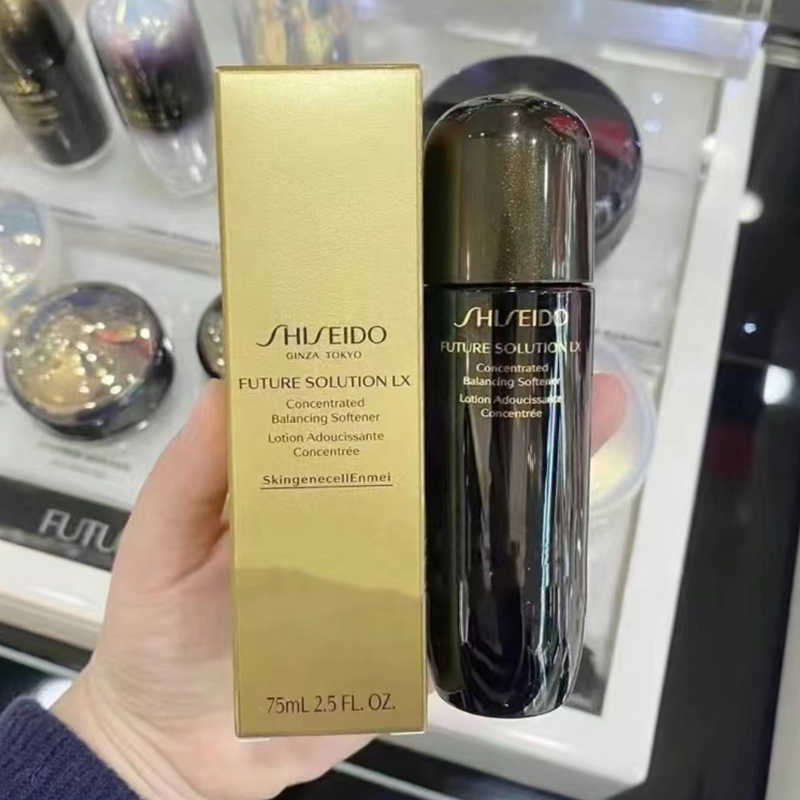 SHISEIDO
GINZA TOKYO
FUTURE SOLUTION LX
Concentrated
Balancing Softener
Lotion Adoucissante
Concentrée
SkingenecellEnmei
75mL 2.5 FL. OZ.
SHISEIDO
FUTURE SOLUTION LX
Concentrated
Balancing Softener
Lotion Adoucissante
Concentrée